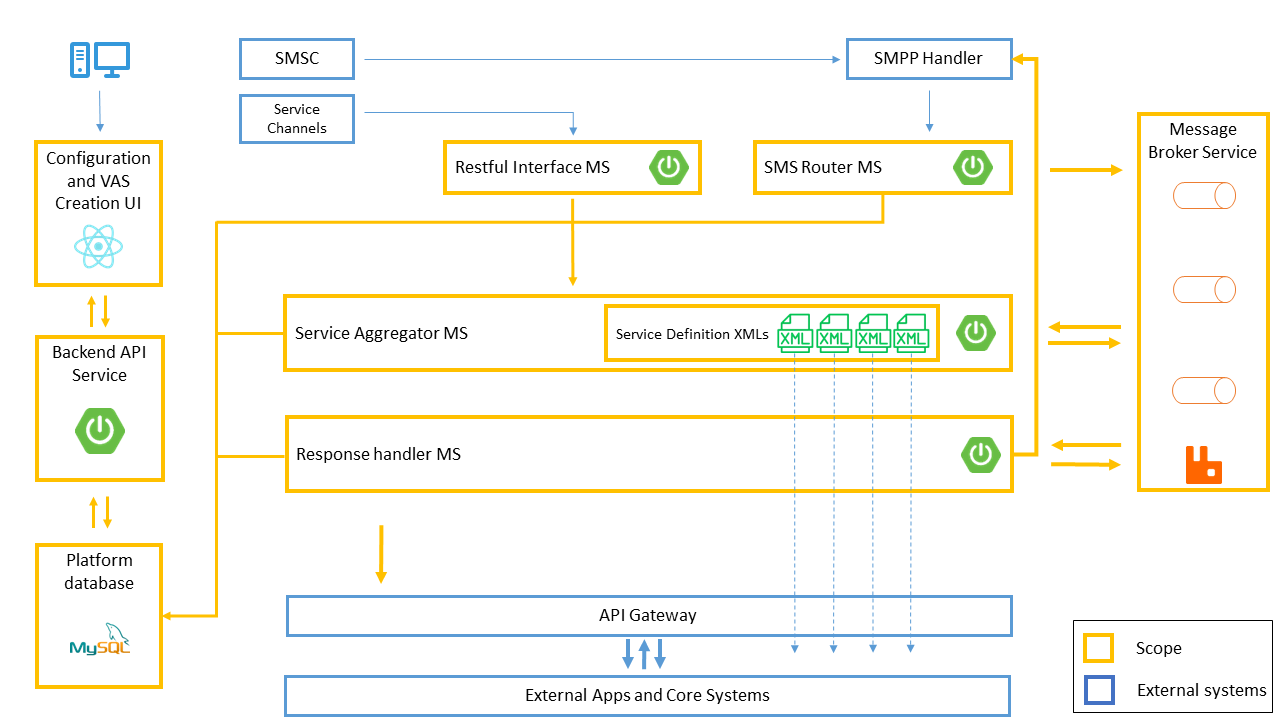 SMSC
SMPP Handler
Service
Channels
Message
Broker Service
Configuration
and VAS
Creation UI
Restful Interface MS
SMS Router MS
Service Aggregator MS
Service Definition XMLs
XML
XML
XML
XML
Backend API
Service
Response handler MS
Platform
database
MySQL
API Gateway
External Apps and Core Systems
Scope
External systems